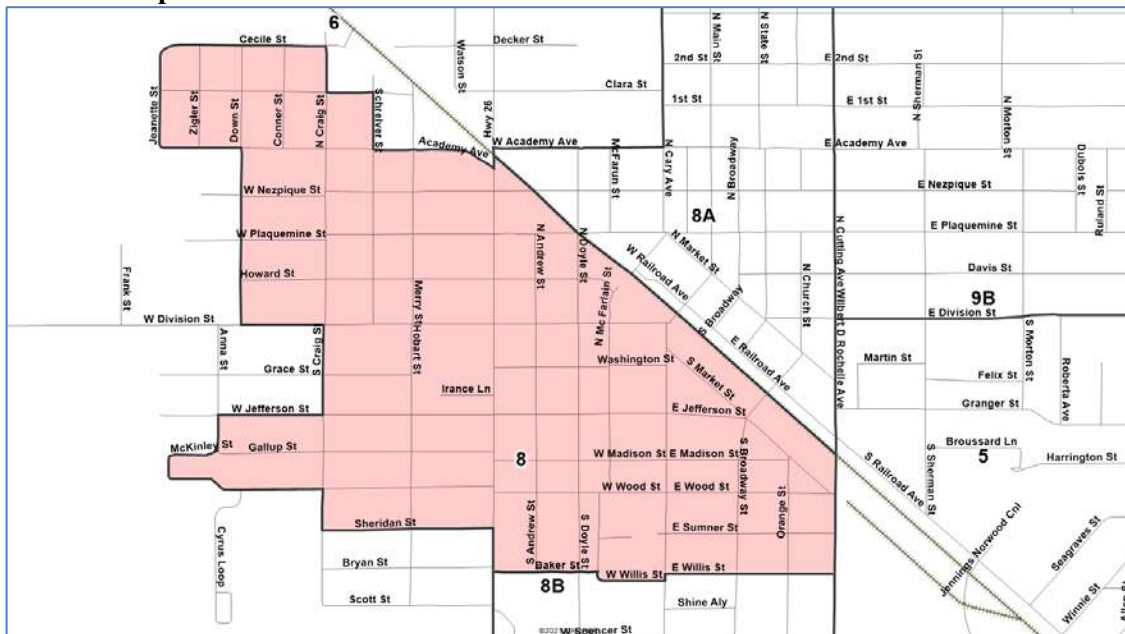 6
Cecile St
Decker St
Watson St
N Main St
N State St
2nd St
E 2nd St
Clara St
1st St
E 1st St
Hwy 26
N Sherman St
N Morton St
Jeanette St
Zigler St
Down St
Conner St
N Craig St
Schreiver St
Academy Ave
W Academy Ave
E Academy Ave
McFarun St
N Cary Ave
N Broadway
Dubois St
Ruland St
W Nezpique St
E Nezpique St
8A
W Plaquemine St
E Plaquemine St
N Andrew St
N Doyle St
N Market St
N Cutting Ave
Wilbert D Rochelle Ave
Howard St
W Railroad Ave
N Church St
Davis St
Frank St
Merry St
N Mc Farlain St
S Broadway
9B
W Division St
E Division St
Anna St
S Craig St
Hobart St
E Railroad Ave
S Morton St
Roberta Ave
Washington St
Martin St
Grace St
S Market St
Felix St
Irance Ln
W Jefferson St
E Jefferson St
Granger St
McKinley St
Gallup St
8
W Madison St
E Madison St
S Broadway St
Broussard Ln
5
Harrington St
S Railroad Ave
S Sherman St
W Wood St
E Wood St
Orange St
Sheridan St
S Andrew St
S Doyle St
E Sumner St
Jennings Norwood Cnl
Seagraves St
Cyrus Loop
Bryan St
Baker St
W Willis St
E Willis St
8B
Scott St
Shine Aly
Winnie St
W Spencer St